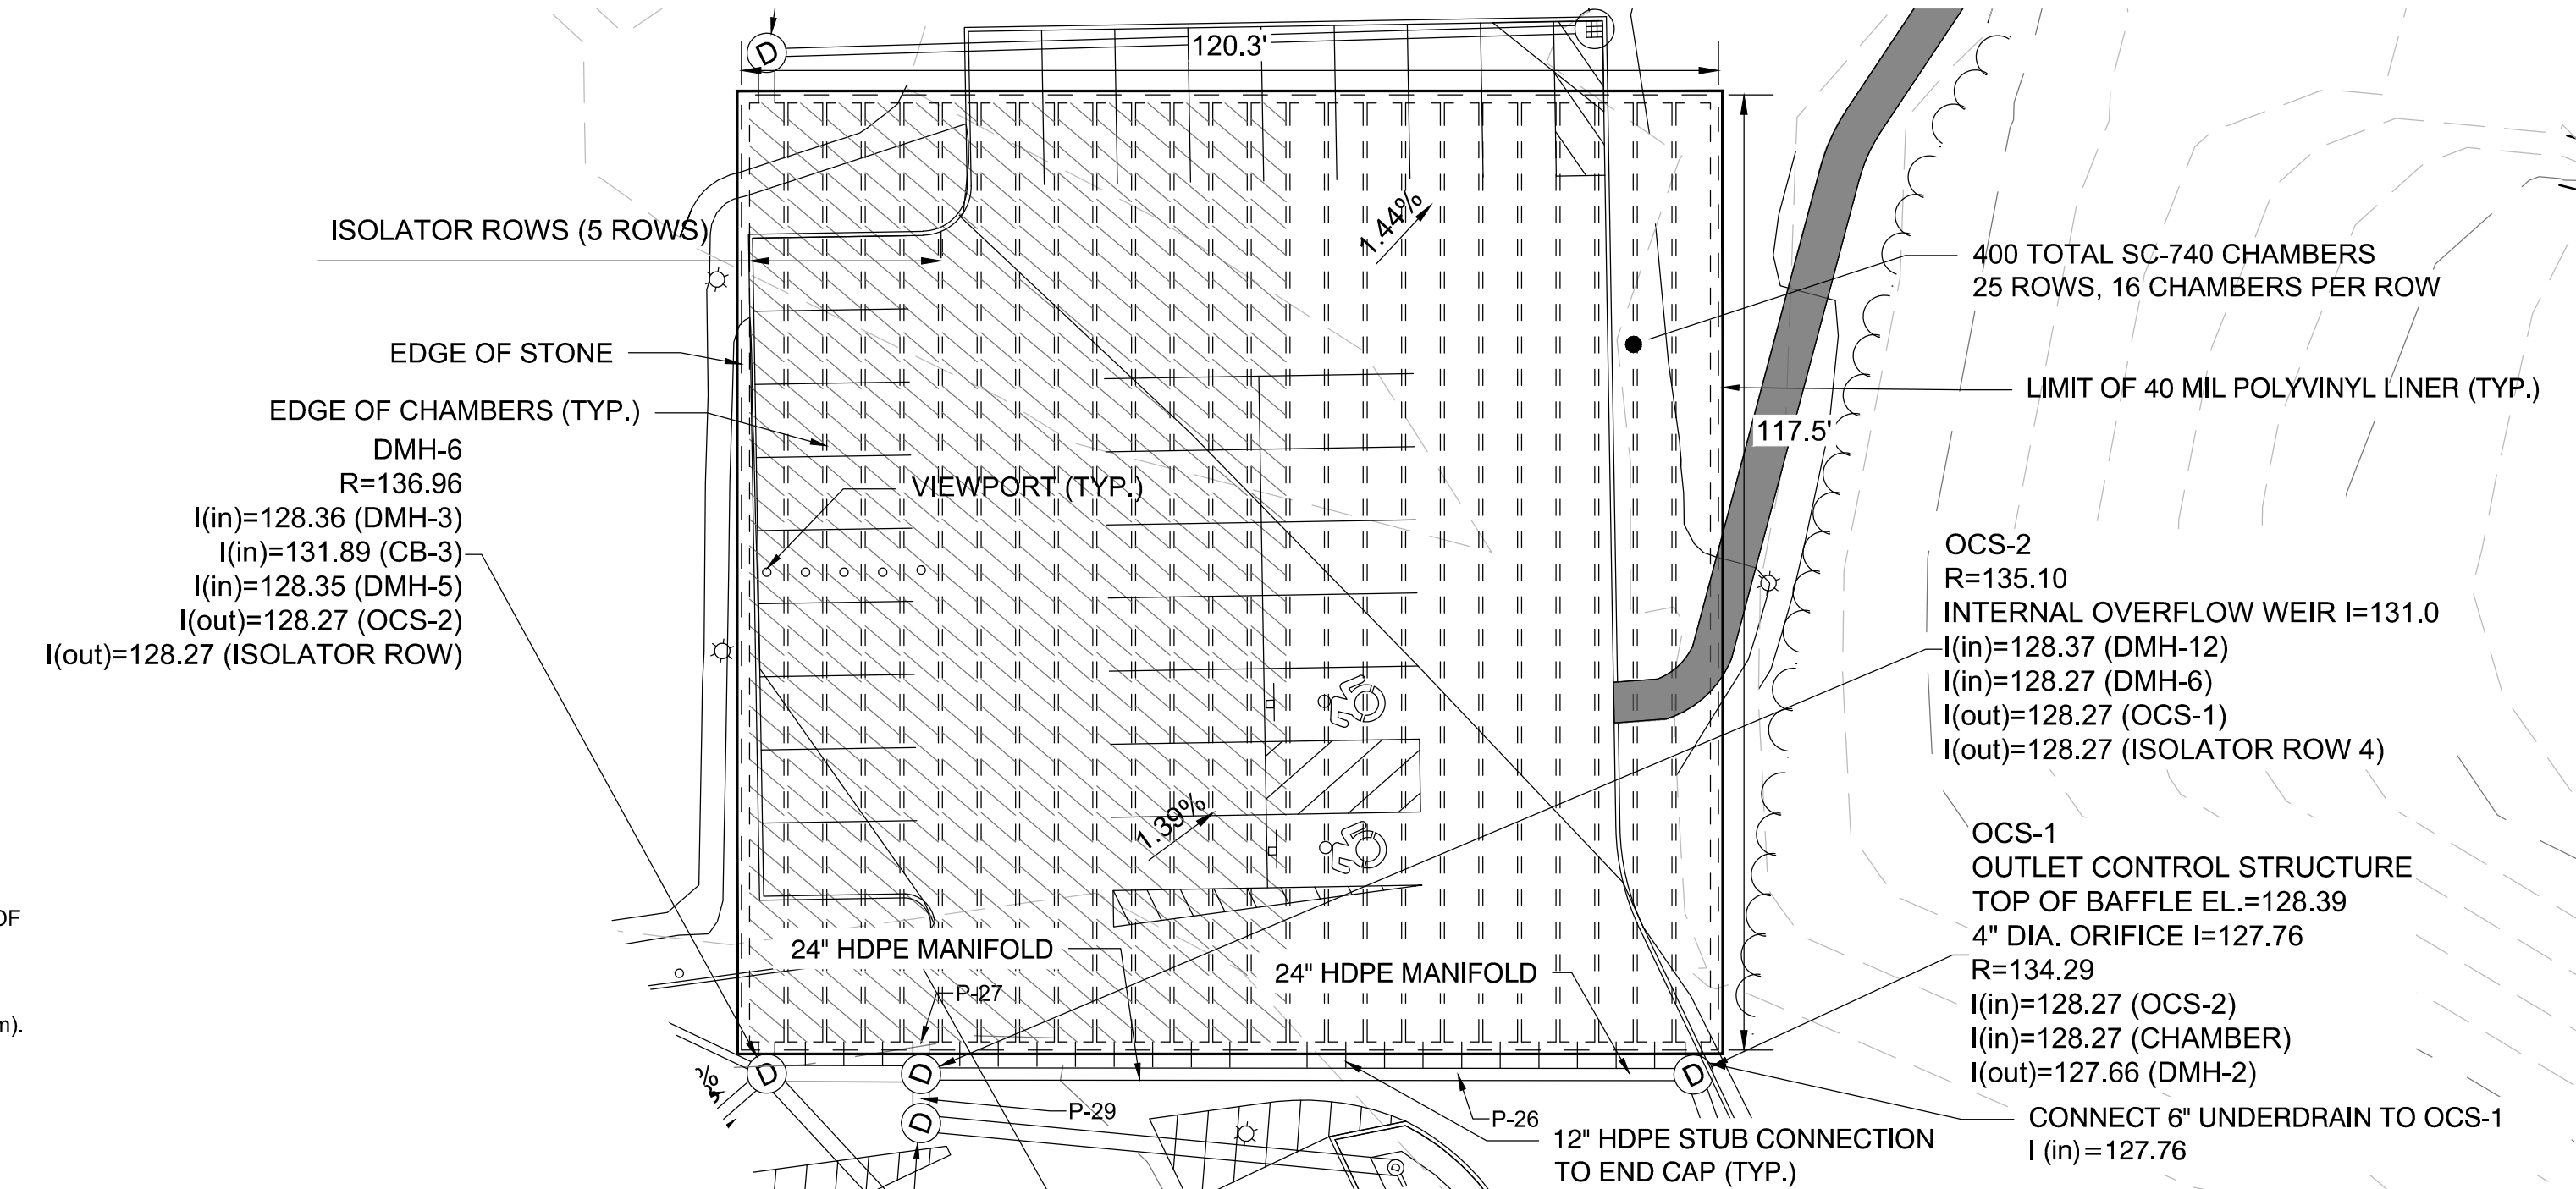 D
120.3'
ISOLATOR ROWS (5 ROWS)
1.44%
400 TOTAL SC-740 CHAMBERS
25 ROWS, 16 CHAMBERS PER ROW
EDGE OF STONE
LIMIT OF 40 MIL POLYVINYL LINER (TYP.)
EDGE OF CHAMBERS (TYP.)
117.5'
DMH-6
R=136.96
I(in)=128.36 (DMH-3)
I(in)=131.89 (CB-3)
I(in)=128.35 (DMH-5)
I(out)=128.27 (OCS-2)
I(out)=128.27 (ISOLATOR ROW)
VIEWPORT (TYP.)
OCS-2
R=135.10
INTERNAL OVERFLOW WEIR I=131.0
I(in)=128.37 (DMH-12)
I(in)=128.27 (DMH-6)
I(out)=128.27 (OCS-1)
I(out)=128.27 (ISOLATOR ROW 4)
1.39%
OCS-1
OUTLET CONTROL STRUCTURE
TOP OF BAFFLE EL.=128.39
4" DIA. ORIFICE I=127.76
R=134.29
I(in)=128.27 (OCS-2)
I(in)=128.27 (CHAMBER)
I(out)=127.66 (DMH-2)
OF
24" HDPE MANIFOLD
24" HDPE MANIFOLD
P-27
m).
D
D
D
D
P-29
P-26
12" HDPE STUB CONNECTION
TO END CAP (TYP.)
CONNECT 6" UNDERDRAIN TO OCS-1
I (in)=127.76
D